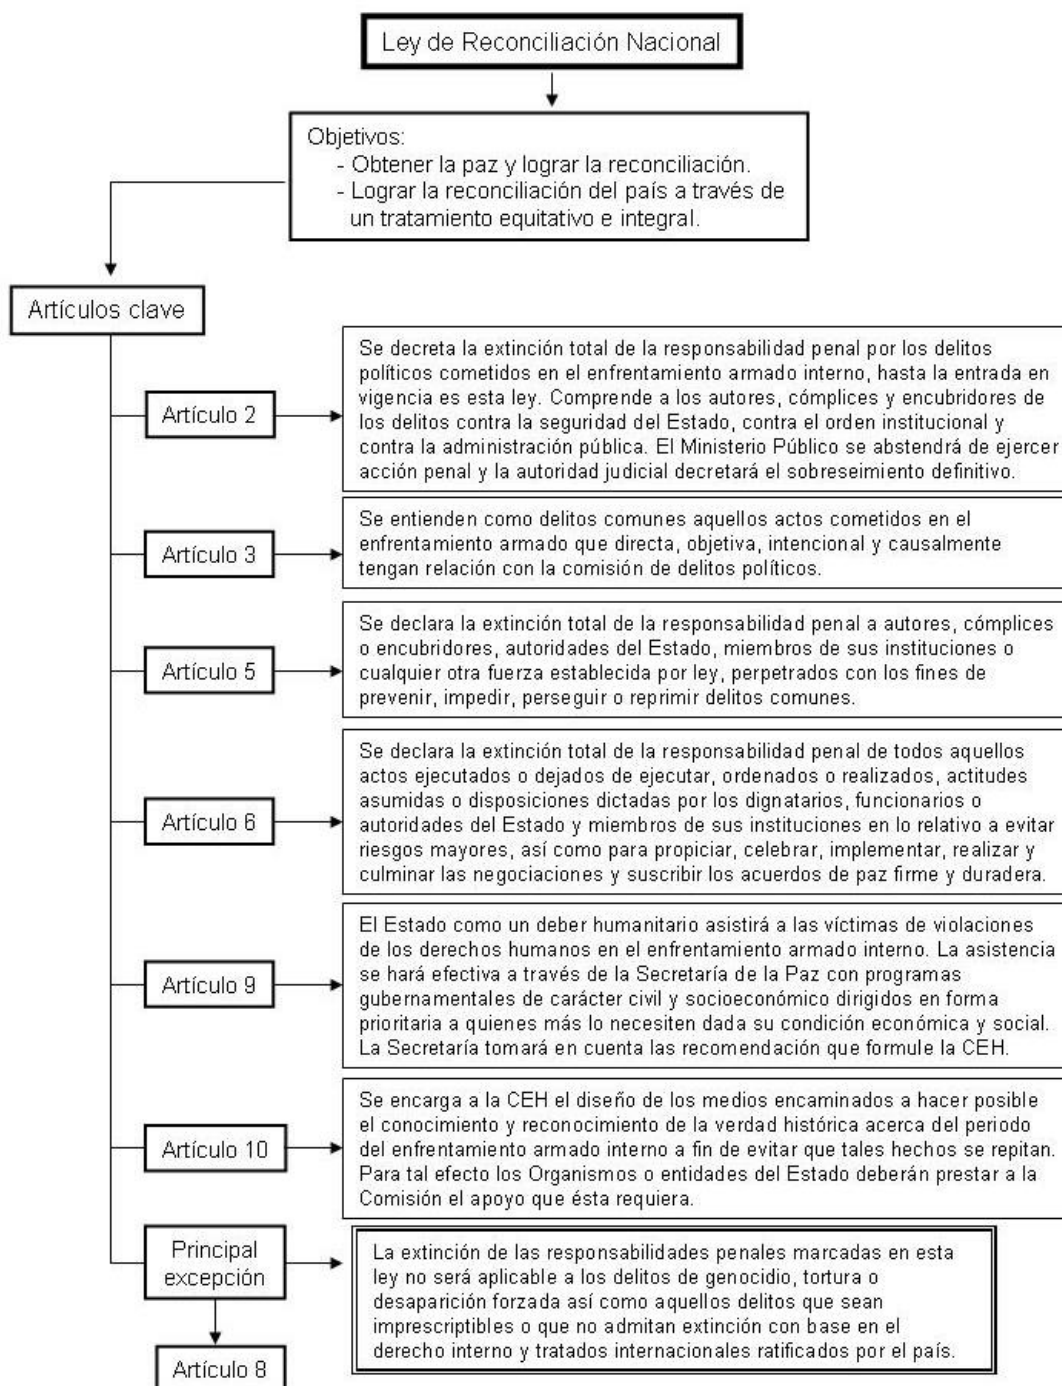 Ley de Reconciliación Nacional
Objetivos:
- Obtener la paz y lograr la reconciliación.
- Lograr la reconciliación del país a través de
un tratamiento equitativo e integral.
Artículos clave
Artículo 2
Se decreta la extinción total de la responsabilidad penal por los delitos
políticos cometidos en el enfrentamiento armado interno, hasta la entrada en
vigencia es esta ley. Comprende a los autores, cómplices y encubridores de
los delitos contra la seguridad del Estado, contra el orden institucional y
contra la administración pública. El Ministerio Público se abstendrá de ejercer
acción penal y la autoridad judicial decretará el sobreseimiento definitivo.
Artículo 3
Se entienden como delitos comunes aquellos actos cometidos en el
enfrentamiento armado que directa, objetiva, intencional y causalmente
tengan relación con la comisión de delitos políticos.
Artículo 5
Se declara la extinción total de la responsabilidad penal a autores, cómplices
o encubridores, autoridades del Estado, miembros de sus instituciones o
cualquier otra fuerza establecida por ley, perpetrados con los fines de
prevenir, impedir, perseguir o reprimir delitos comunes.
Artículo 6
Se declara la extinción total de la responsabilidad penal de todos aquellos
actos ejecutados o dejados de ejecutar, ordenados o realizados, actitudes
asumidas o disposiciones dictadas por los dignatarios, funcionarios o
autoridades del Estado y miembros de sus instituciones en lo relativo a evitar
riesgos mayores, así como para propiciar, celebrar, implementar, realizar y
culminar las negociaciones y suscribir los acuerdos de paz firme y duradera.
Artículo 9
El Estado como un deber humanitario asistirá a las víctimas de violaciones
de los derechos humanos en el enfrentamiento armado interno. La asistencia
se hará efectiva a través de la Secretaría de la Paz con programas
gubernamentales de carácter civil y socioeconómico dirigidos en forma
prioritaria a quienes más lo necesiten dada su condición económica y social.
La Secretaría tomará en cuenta las recomendación que formule la CEH.
Artículo 10
Se encarga a la CEH el diseño de los medios encaminados a hacer posible
el conocimiento y reconocimiento de la verdad histórica acerca del periodo
del enfrentamiento armado interno a fin de evitar que tales hechos se repitan.
Para tal efecto los Organismos o entidades del Estado deberán prestar a la
Comisión el apoyo que ésta requiera.
Principal
excepción
La extinción de las responsabilidades penales marcadas en esta
ley no será aplicable a los delitos de genocidio, tortura o
desaparición forzada así como aquellos delitos que sean
imprescriptibles o que no admitan extinción con base en el
derecho interno y tratados internacionales ratificados por el país.
Artículo 8